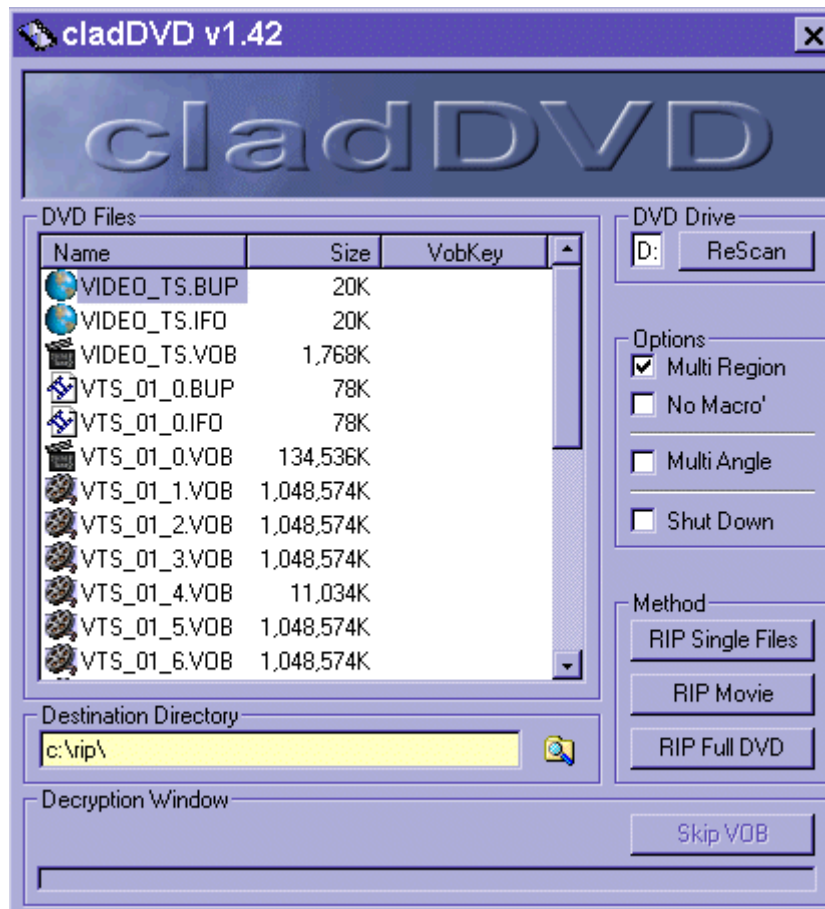 cladDVD v1.42
cladDVD
DVD Files
Name Size VobKey
VIDEO_TS.BUP 20K
VIDEO_TS.IFO 20K
VIDEO_TS.VOB 1,768K
VTS_01_0.BUP 78K
VTS_01_0.IFO 78K
VTS_01_0.VOB 134,536K
VTS_01_1.VOB 1,048,574K
VTS_01_2.VOB 1,048,574K
VTS_01_3.VOB 1,048,574K
VTS_01_4.VOB 11,034K
VTS_01_5.VOB 1,048,574K
VTS_01_6.VOB 1,048,574K
DVD Drive
D: ReScan
Options
Multi Region
No Macro'
Multi Angle
Shut Down
Method
RIP Single Files
RIP Movie
RIP Full DVD
Destination Directory
c:\rip\
Decryption Window
Skip VOB